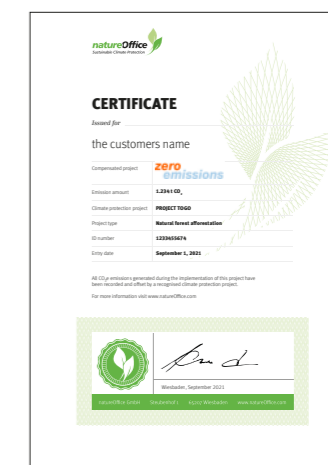 natureOffice
Sustainable Climate Protection
CERTIFICATE
Issued for
the customers name
Compensated project zero emissions
Emission amount 1.234 t CO₂
Climate protection project PROJECT TOGO
Project type Natural forest afforestation
ID number 1233455674
Entry date September 1, 2021
All CO₂e emissions generated during the implementation of this project have
been recorded and offset by a recognised climate protection project.
For more information visit www.natureOffice.com
Wiesbaden, September 2021
natureOffice GmbH 65205 Wiesbaden www.natureOffice.com